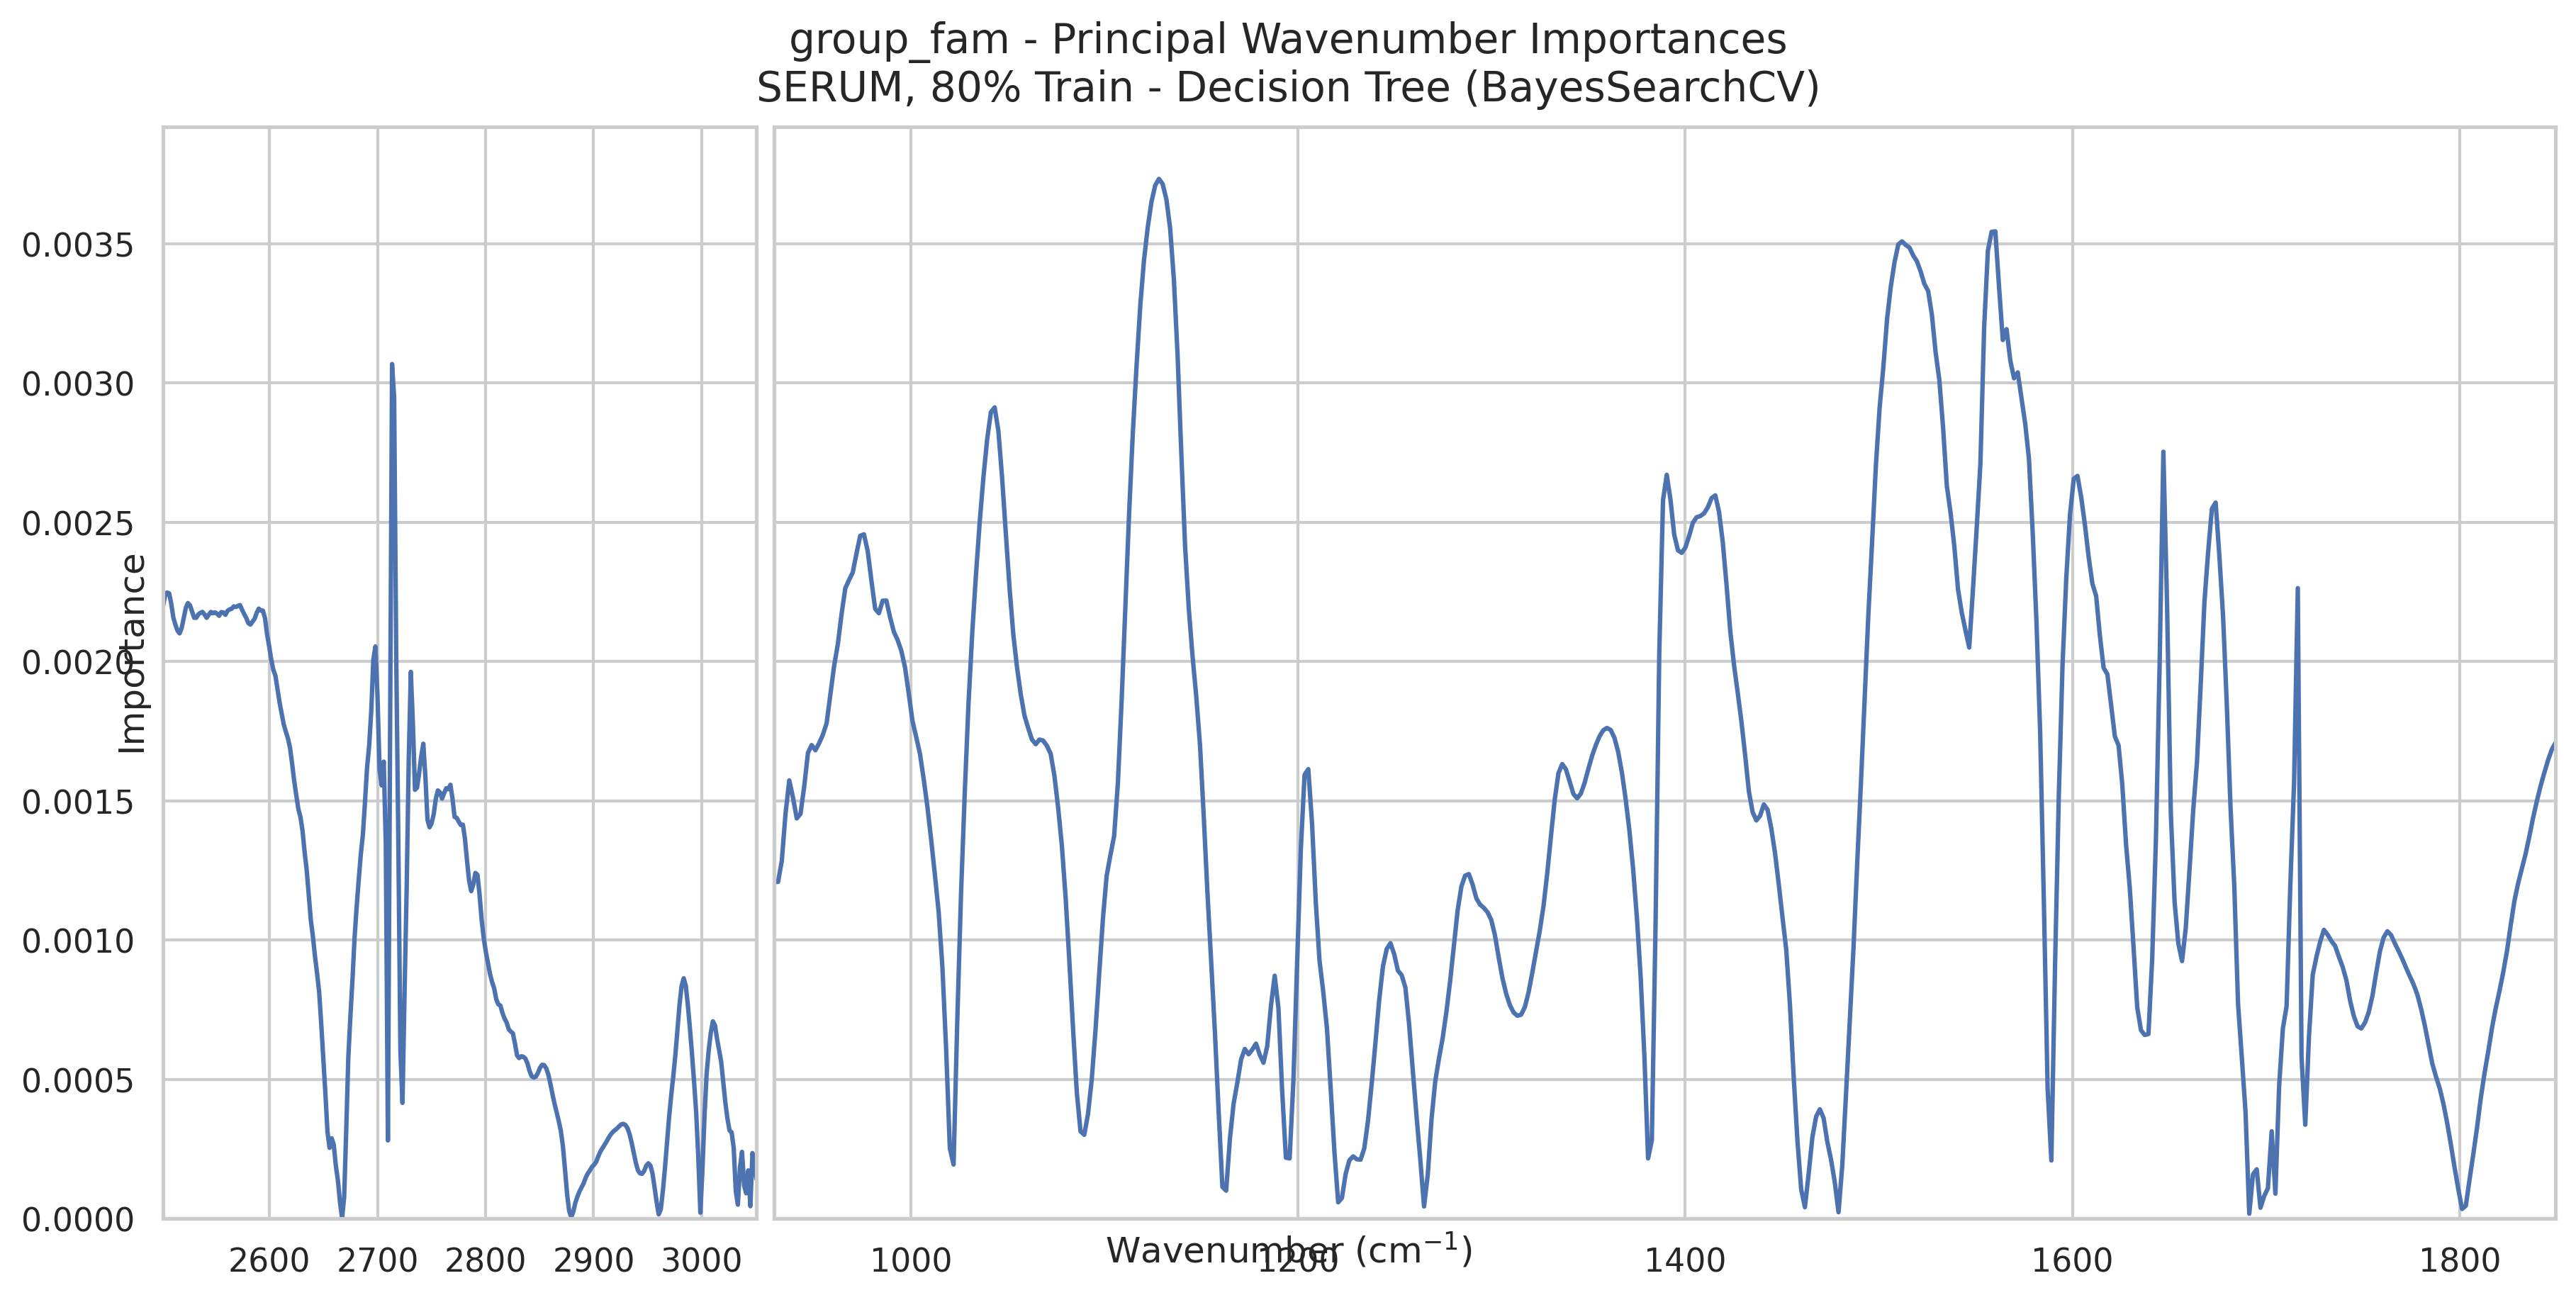 group_fam - Principal Wavenumber Importances
SERUM, 80% Train - Decision Tree (BayesSearchCV)
Importance
0.0035
0.0030
0.0025
0.0020
0.0015
0.0010
0.0005
0.0000
2600 2700 2800 2900 3000
1000 1200 1400 1600 1800
Wavenumber (cm⁻¹)